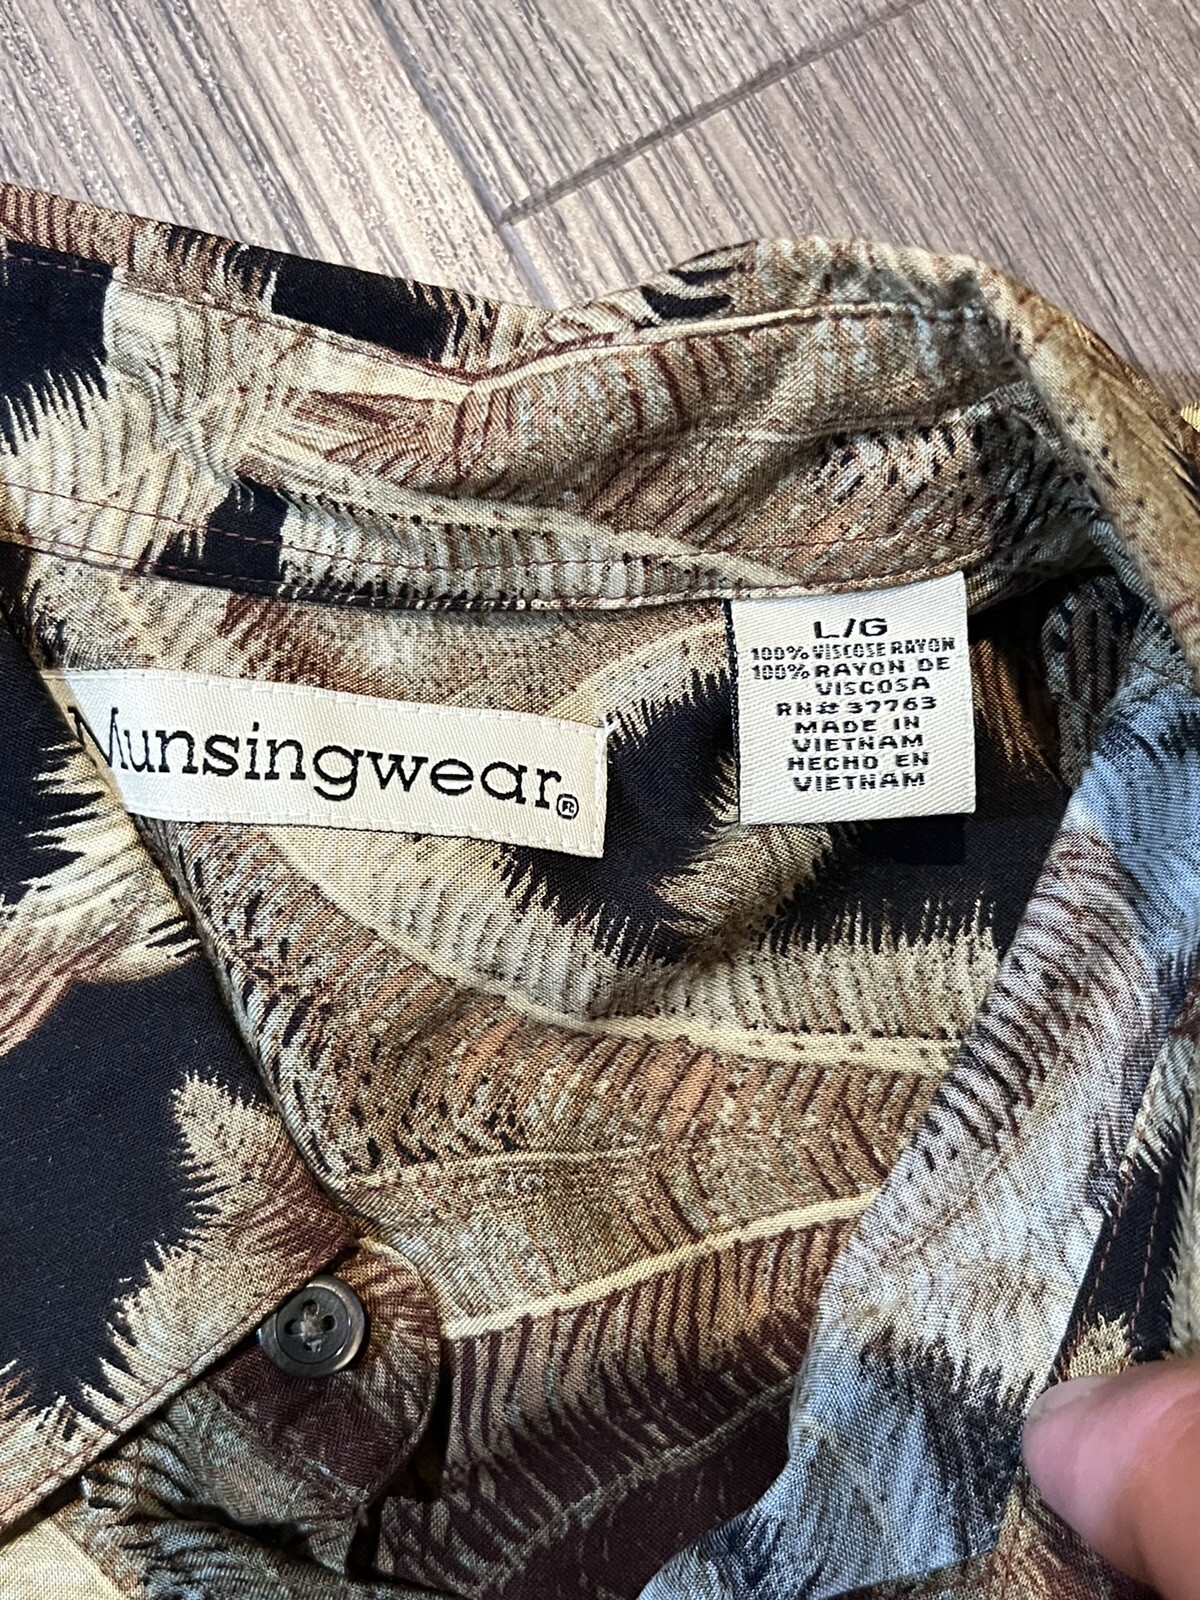 Munsingwear®
L/G
100% VISCOSE RAYON
100% RAYON DE
VISCOSA
RN# 37763
MADE IN
VIETNAM
HECHO EN
VIETNAM